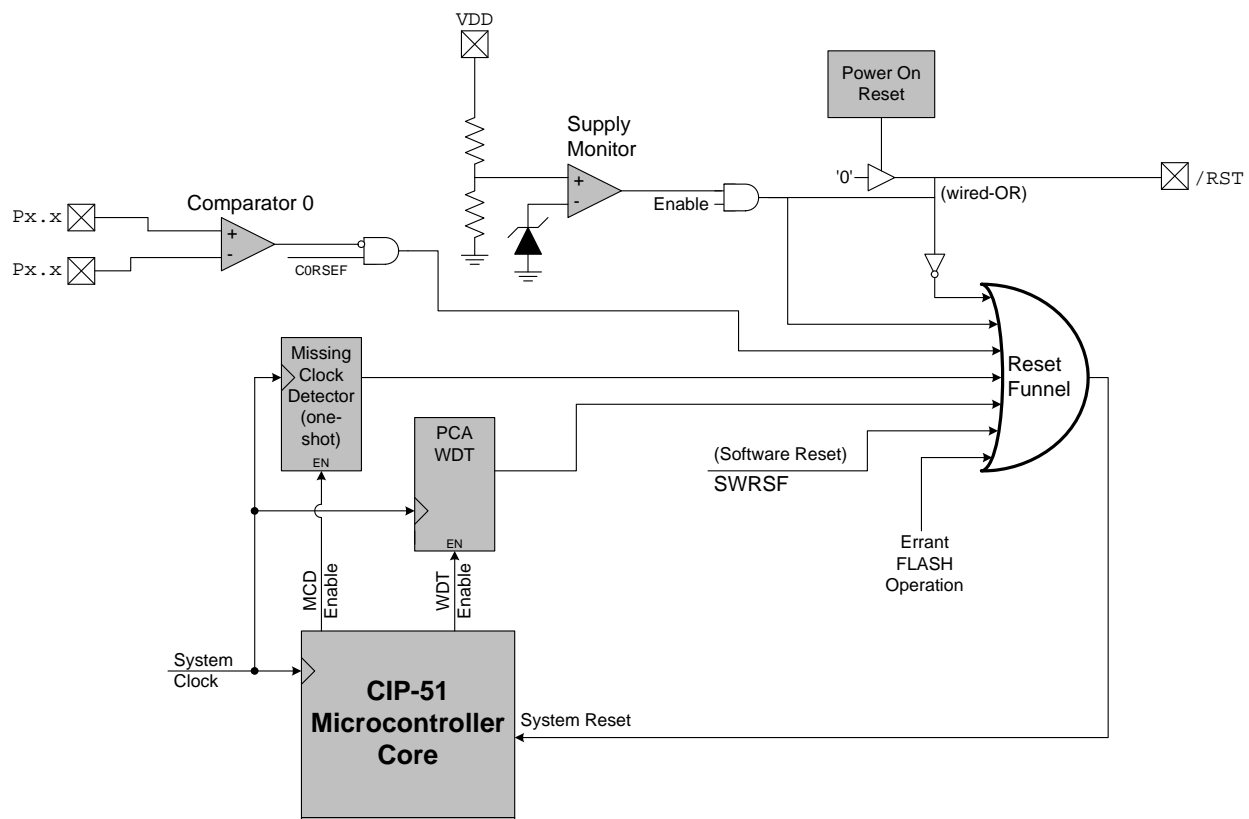 VDD
Power On
Reset
Supply
Monitor
+
-
Enable
'0'
(wired-OR)
/RST
Px.x
Px.x
Comparator 0
+
-
C0RSEF
Missing
Clock
Detector
(one-
shot)
EN
PCA
WDT
EN
(Software Reset)
SWRSF
Errant
FLASH
Operation
Reset
Funnel
MCD
Enable
WDT
Enable
System
Clock
CIP-51
Microcontroller
Core
System Reset